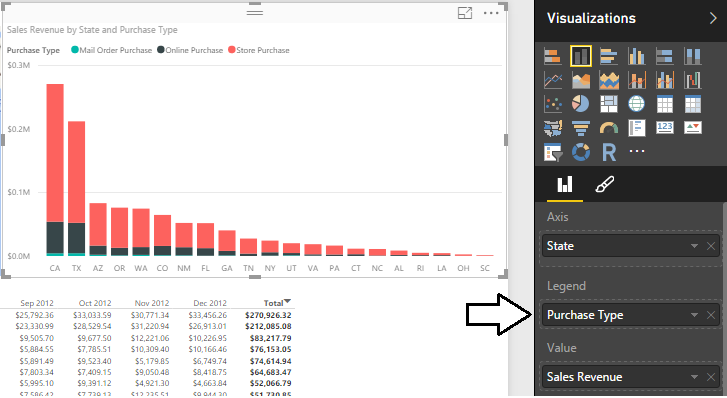 Visualizations
Sales Revenue by State and Purchase Type
Purchase Type Mail Order Purchase Online Purchase Store Purchase
$0.3M
$0.2M
$0.1M
$0.0M
CA TX AZ OR WA CO NM FL GA TN NY UT VA PA CT NC AL RI LA OH SC
R
123
Axis
State
Legend
Purchase Type
Value
Sales Revenue
Sep 2012 Oct 2012 Nov 2012 Dec 2012 Total
$25,792.36 $33,033.59 $30,771.34 $33,456.26 $270,926.32
$23,330.99 $28,529.54 $31,220.94 $26,913.01 $212,085.08
$9,505.70 $9,677.50 $12,221.06 $10,226.95 $83,217.79
$5,884.55 $7,785.51 $10,309.40 $10,166.46 $76,153.05
$5,891.49 $9,523.40 $5,179.85 $6,749.74 $74,614.94
$7,803.34 $7,409.15 $9,050.48 $8,418.75 $64,683.47
$5,995.10 $9,391.12 $4,921.30 $4,663.84 $52,066.79